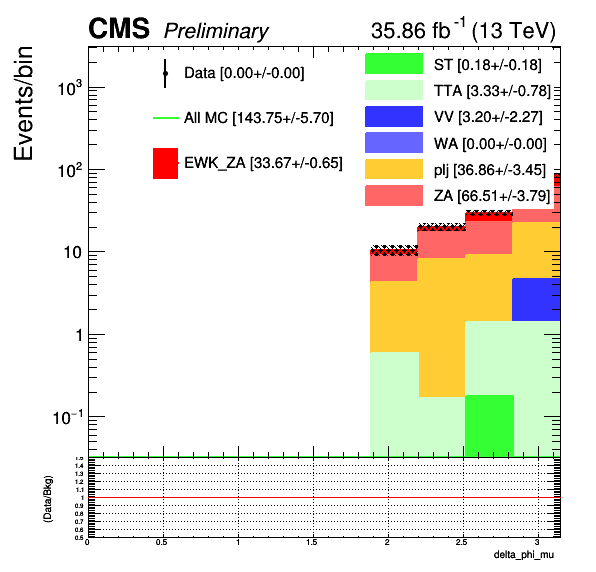 CMS Preliminary 35.86 fb⁻¹ (13 TeV)
Events/bin
Data [0.00+/-0.00]
All MC [143.75+/-5.70]
EWK_ZA [33.67+/-0.65]
ST [0.18+/-0.18]
TTA [3.33+/-0.78]
VV [3.20+/-2.27]
WA [0.00+/-0.00]
plj [36.86+/-3.45]
ZA [66.51+/-3.79]
10³
10²
10
1
10⁻¹
(Data/Bkg)
1.5
1.4
1.3
1.2
1.1
1
0.9
0.8
0.7
0.6
0.5
0 0.5 1 1.5 2 2.5 3
delta_phi_mu